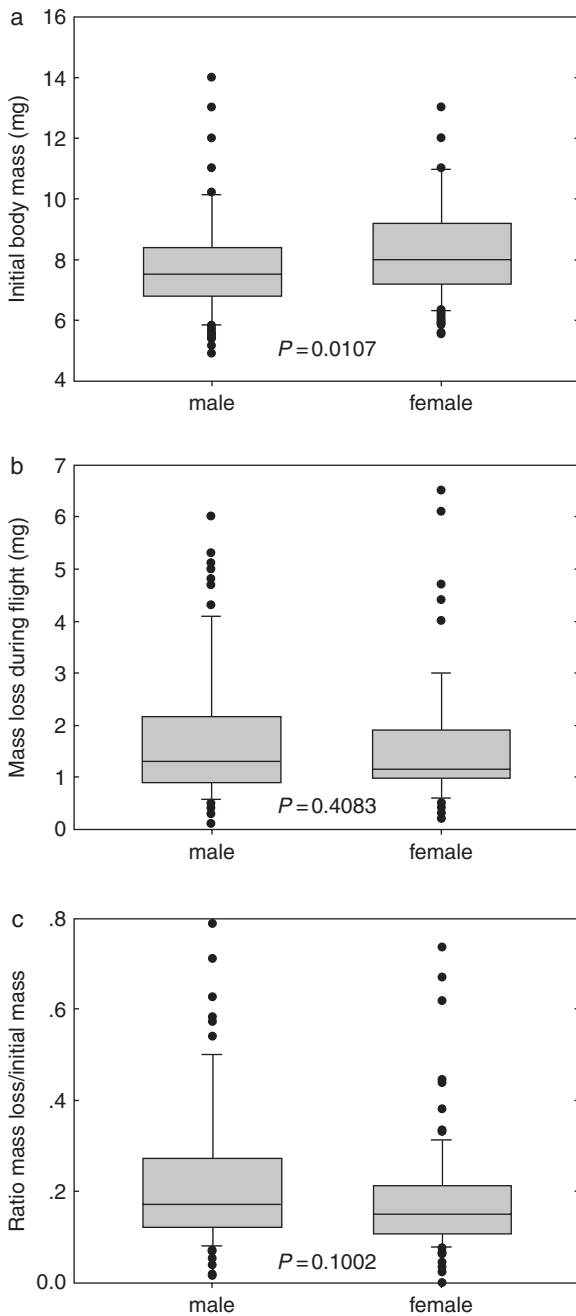 a
Initial body mass (mg)
16
14
12
10
8
6
4
P=0.0107
male female
b
Mass loss during flight (mg)
7
6
5
4
3
2
1
0
P=0.4083
male female
c
Ratio mass loss/initial mass
.8
.6
.4
.2
0.0
P=0.1002
male female